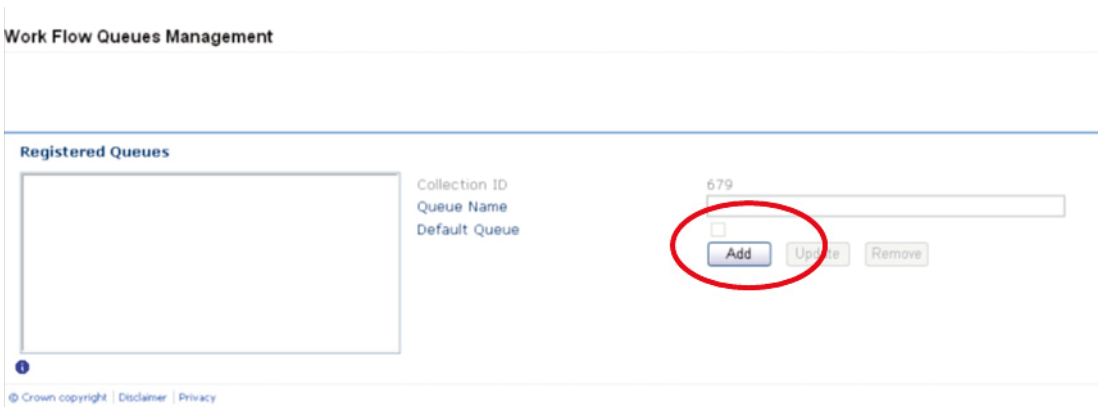 Work Flow Queues Management
Registered Queues
Collection ID 679
Queue Name
Default Queue
Add Update Remove
© Crown copyright | Disclaimer | Privacy